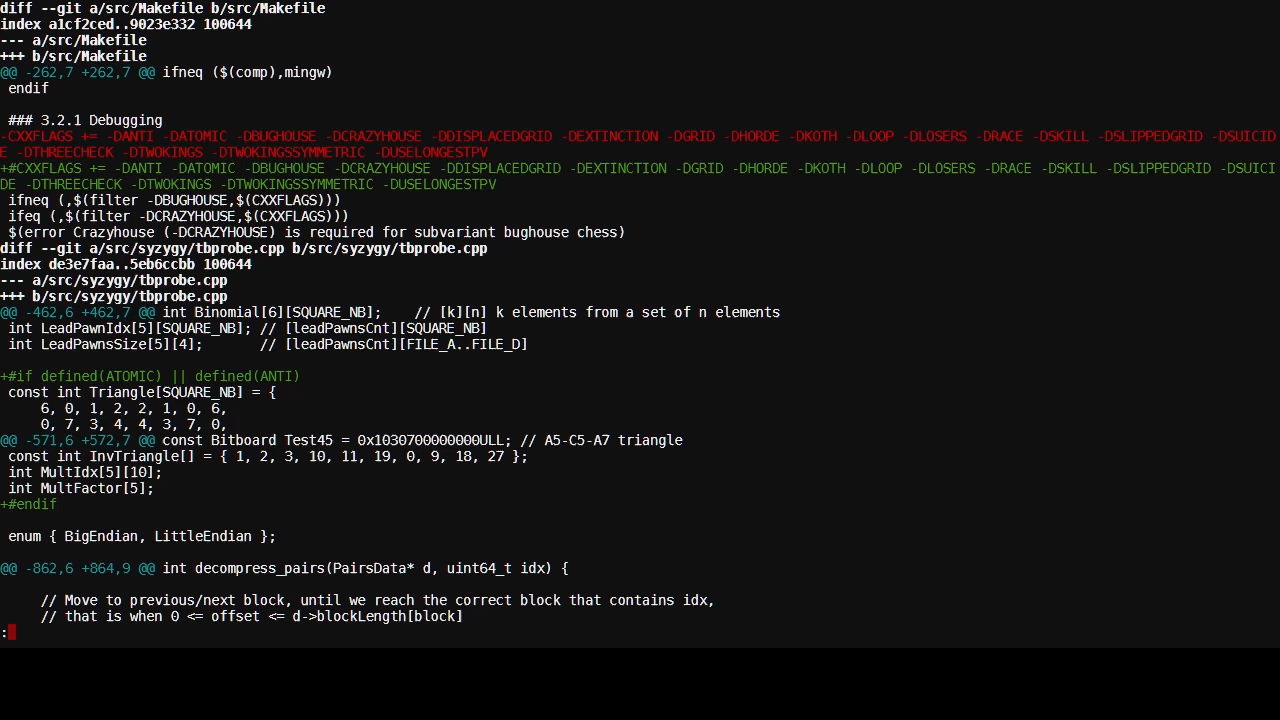 diff --git a/src/Makefile b/src/Makefile
index a1cf2ced..9023e332 100644
--- a/src/Makefile
+++ b/src/Makefile
@@ -262,7 +262,7 @@ ifneq ($(comp),mingw)
 endif

 ### 3.2.1 Debugging
-CXXFLAGS += -DANTI -DATOMIC -DBUGHOUSE -DCRAZYHOUSE -DDISPLACEDGRID -DEXTINCTION -DGRID -DHORDE -DKOTH -DLOOP -DLOSERS -DRACE -DSKILL -DSLIPPEDGRID -DSUICID
E -DTHREECHECK -DTWOKINGS -DTWOKINGSSYMMETRIC -DUSELONGESTPV
+#CXXFLAGS += -DANTI -DATOMIC -DBUGHOUSE -DCRAZYHOUSE -DDISPLACEDGRID -DEXTINCTION -DGRID -DHORDE -DKOTH -DLOOP -DLOSERS -DRACE -DSKILL -DSLIPPEDGRID -DSUICI
DE -DTHREECHECK -DTWOKINGS -DTWOKINGSSYMMETRIC -DUSELONGESTPV
 ifneq (,$(filter -DBUGHOUSE,$(CXXFLAGS)))
 ifeq (,$(filter -DCRAZYHOUSE,$(CXXFLAGS)))
 $(error Crazyhouse (-DCRAZYHOUSE) is required for subvariant bughouse chess)
diff --git a/src/syzygy/tbprobe.cpp b/src/syzygy/tbprobe.cpp
index de3e7faa..5eb6ccbb 100644
--- a/src/syzygy/tbprobe.cpp
+++ b/src/syzygy/tbprobe.cpp
@@ -462,6 +462,7 @@ int Binomial[6][SQUARE_NB];    // [k][n] k elements from a set of n elements
 int LeadPawnIdx[5][SQUARE_NB]; // [leadPawnsCnt][SQUARE_NB]
 int LeadPawnsSize[5][4];       // [leadPawnsCnt][FILE_A..FILE_D]

+#if defined(ATOMIC) || defined(ANTI)
 const int Triangle[SQUARE_NB] = {
     6, 0, 1, 2, 2, 1, 0, 6,
     0, 7, 3, 4, 4, 3, 7, 0,
@@ -571,6 +572,7 @@ const Bitboard Test45 = 0x1030700000000ULL; // A5-C5-A7 triangle
 const int InvTriangle[] = { 1, 2, 3, 10, 11, 19, 0, 9, 18, 27 };
 int MultIdx[5][10];
 int MultFactor[5];
+#endif

 enum { BigEndian, LittleEndian };

@@ -862,6 +864,9 @@ int decompress_pairs(PairsData* d, uint64_t idx) {

     // Move to previous/next block, until we reach the correct block that contains idx,
     // that is when 0 <= offset <= d->blockLength[block]
: